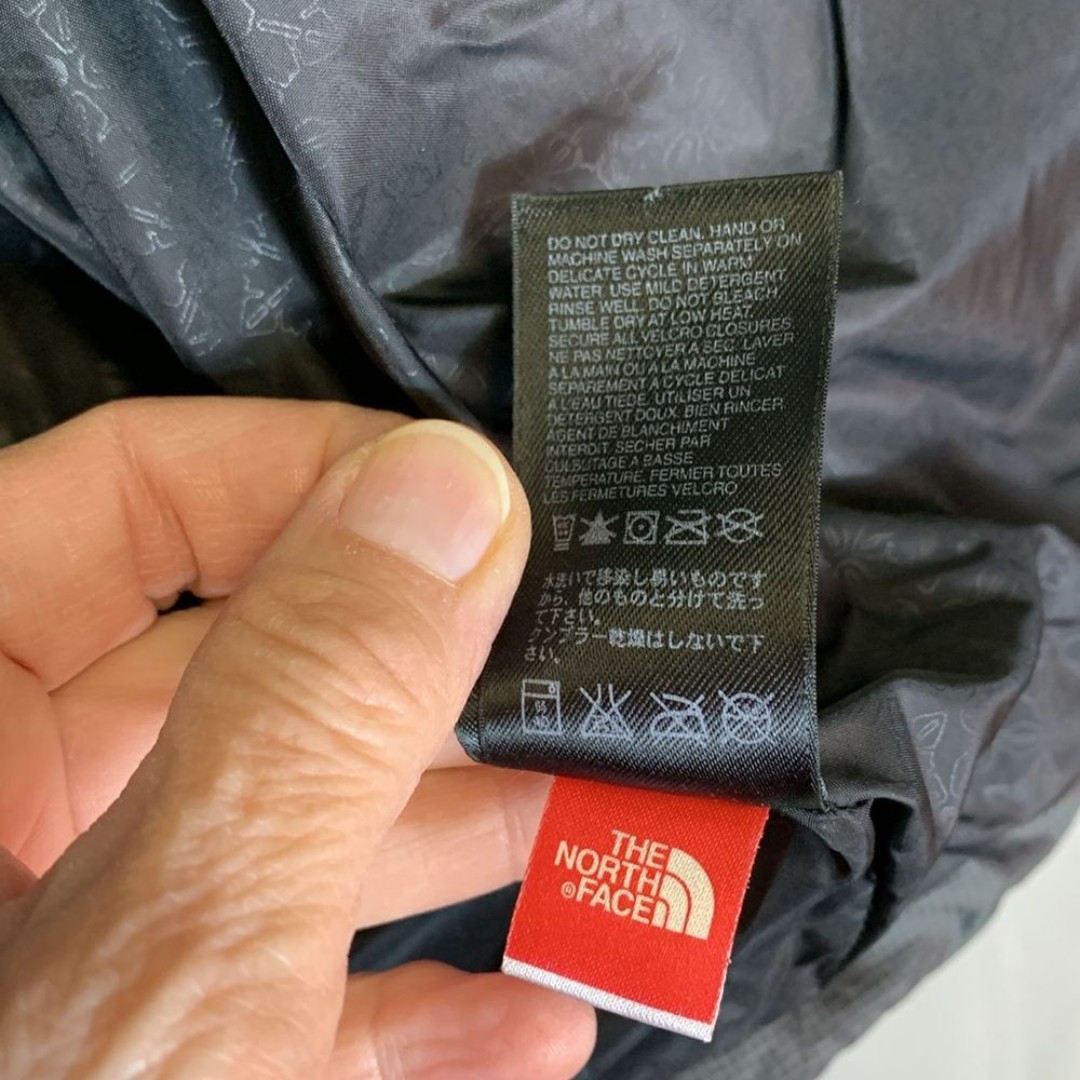 DO NOT DRY CLEAN. HAND OR
MACHINE WASH SEPARATELY ON
DELICATE CYCLE IN WARM
WATER. USE MILD DETERGENT
RINSE WELL. DO NOT BLEACH
TUMBLE DRY AT LOW HEAT
SECURE ALL VELCRO CLOSURES
NE PAS NETTOYER A SEC. LAVER
A LA MAIN OU A LA MACHINE
SEPAREMENT A CYCLE DELICAT
A L'EAU TIEDE. UTILISER UN
DETERGENT DOUX. BIEN RINCER
AGENT DE BLANCHIMENT
INTERDIT. SECHER PAR
CULBUTAGE A BASSE
TEMPERATURE. FERMER TOUTES
LES FERMETURES VELCRO
水洗いで移染し易いものです
から、他のものと分けて洗っ
て下さい。
タンブラー乾燥はしないで下
さい。
THE
NORTH
®FACE